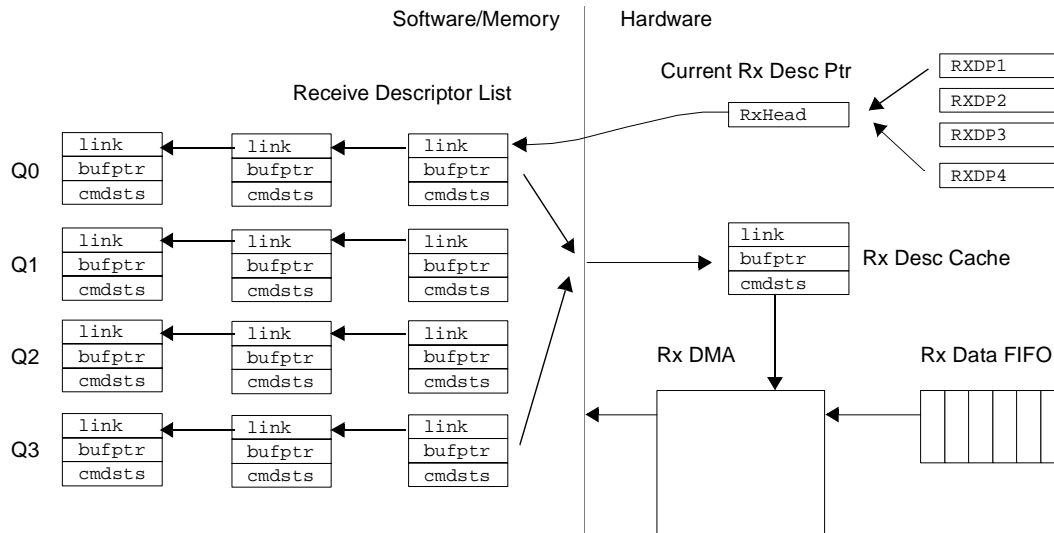 Software/Memory
Hardware
Current Rx Desc Ptr
RXDP1
RXDP2
RXDP3
RXDP4
RxHead
Receive Descriptor List
Q0
link
bufptr
cmdsts
link
bufptr
cmdsts
link
bufptr
cmdsts
Q1
link
bufptr
cmdsts
link
bufptr
cmdsts
link
bufptr
cmdsts
Q2
link
bufptr
cmdsts
link
bufptr
cmdsts
link
bufptr
cmdsts
Q3
link
bufptr
cmdsts
link
bufptr
cmdsts
link
bufptr
cmdsts
link
bufptr
cmdsts
Rx Desc Cache
Rx DMA
Rx Data FIFO